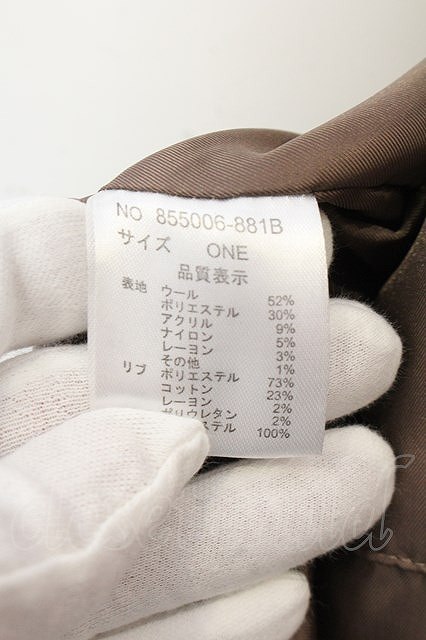 NO 855006-881B
サイズ ONE
品質表示
表地 ウール 52%
ポリエステル 30%
アクリル 9%
ナイロン 5%
レーヨン 3%
その他 1%
リブ ポリエステル 73%
コットン 23%
レーヨン 2%
ポリウレタン 2%
ステル 100%